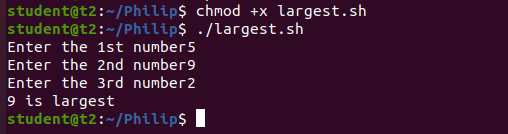 student@t2:~/Philip$ chmod +x largest.sh
student@t2:~/Philip$ ./largest.sh
Enter the 1st number5
Enter the 2nd number9
Enter the 3rd number2
9 is largest
student@t2:~/Philip$